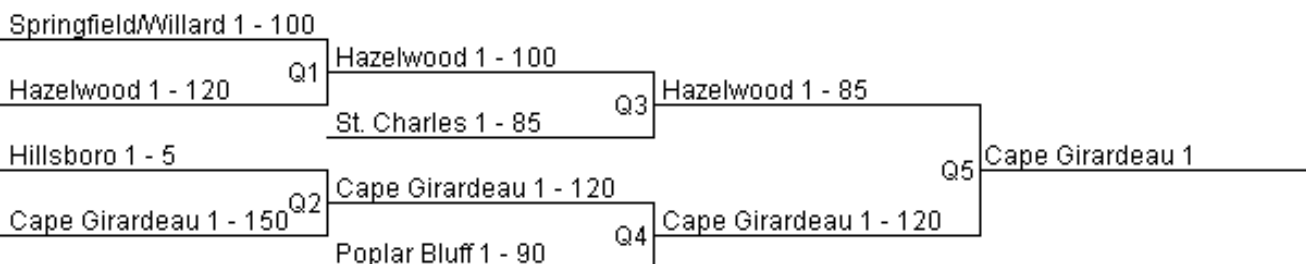 Springfield/Willard 1 - 100
Hazelwood 1 - 100
Q1
Hazelwood 1 - 120
Hazelwood 1 - 85
Q3
St. Charles 1 - 85
Hillsboro 1 - 5
Cape Girardeau 1
Q5
Cape Girardeau 1 - 120
Q2
Cape Girardeau 1 - 150
Cape Girardeau 1 - 120
Q4
Poplar Bluff 1 - 90